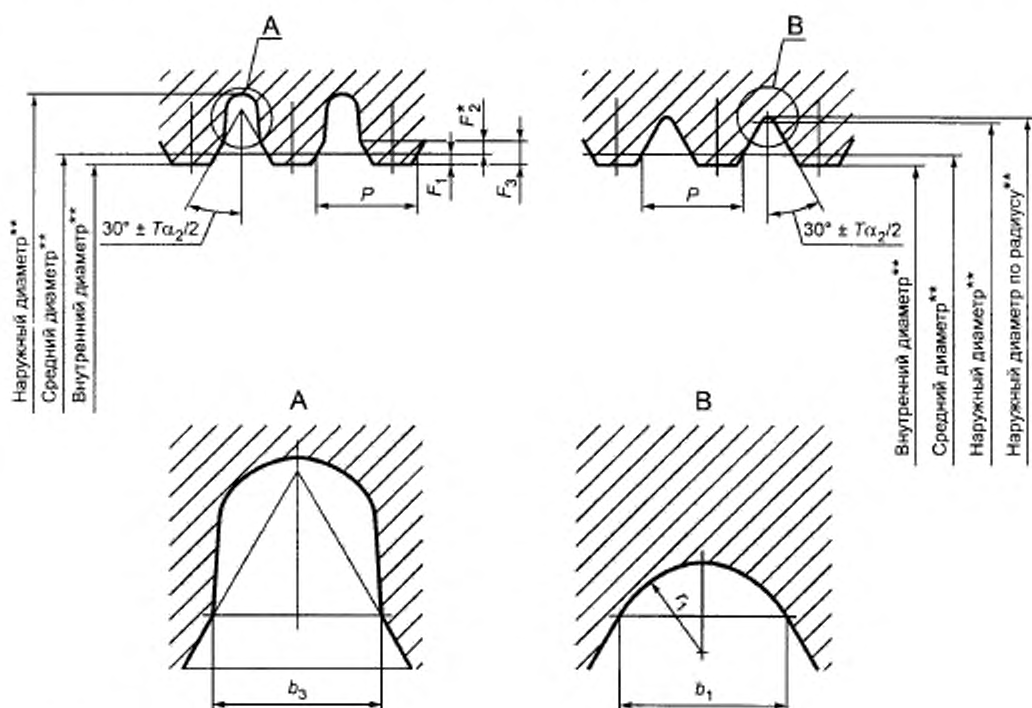 A
B
F*2
F1
F3
P
P
30° ± Tα2/2
30° ± Tα2/2
Наружный диаметр**
Средний диаметр**
Внутренний диаметр**
Внутренний диаметр**
Средний диаметр**
Наружный диаметр**
Наружный диаметр по радиусу**
A
B
r1
b3
b1